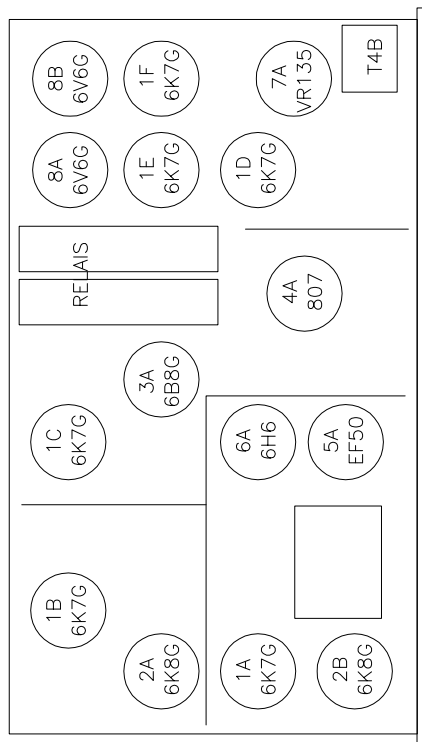 8B
6V6G
1F
6K7G
7A
VR135
T4B
8A
6V6G
1E
6K7G
1D
6K7G
RELAIS
4A
807
3A
6B8G
1C
6K7G
6A
6H6
5A
EF50
1B
6K7G
2A
6K8G
1A
6K7G
2B
6K8G